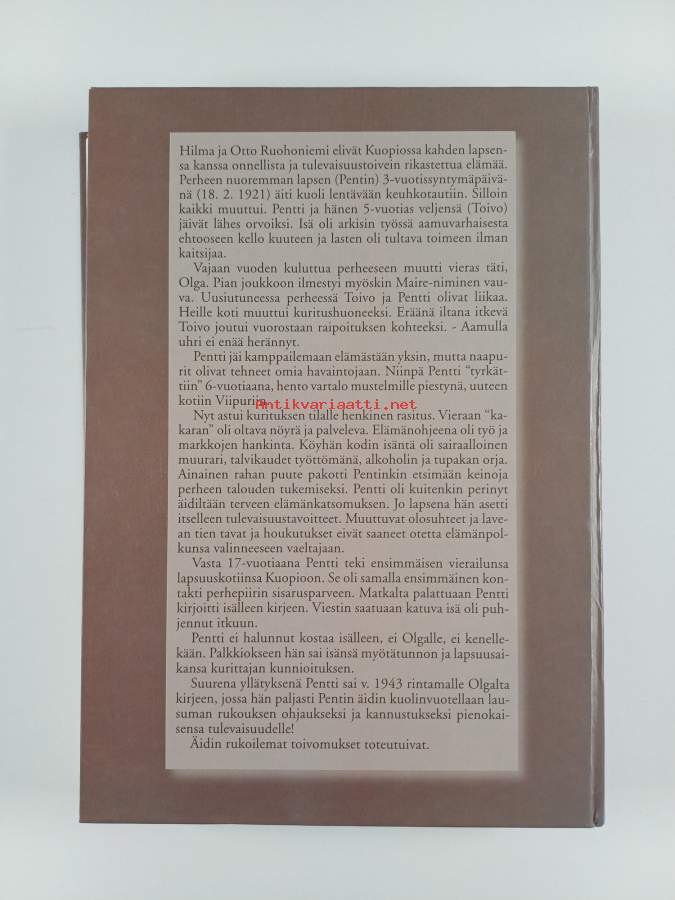 Hilma ja Otto Ruohoniemi elivät Kuopiossa kahden lapsen-
sa kanssa onnellista ja tulevaisuustoivein rikastettua elämää.
Perheen nuoremman lapsen (Pentin) 3-vuotissyntymäpäivä-
nä (18. 2. 1921) äiti kuoli lentävään keuhkotautiin. Silloin
kaikki muuttui. Pentti ja hänen 5-vuotias veljensä (Toivo)
jäivät lähes orvoiksi. Isä oli arkisin työssä aamuvarhaisesta
ehtooseen kello kuuteen ja lasten oli tultava toimeen ilman
kaitsijaa.
Vajaan vuoden kuluttua perheeseen muutti vieras täti,
Olga. Pian joukkoon ilmestyi myöskin Maire-niminen vau-
va. Uusiutuneessa perheessä Toivo ja Pentti olivat liikaa.
Heille koti muuttui kuritushuoneeksi. Eräänä iltana itkevä
Toivo joutui vuorostaan raipoituksen kohteeksi. - Aamulla
uhri ei enää herännyt.
Pentti jäi kamppailemaan elämästään yksin, mutta naapu-
rit olivat tehneet omia havaintojaan. Niinpä Pentti “tyrkät-
tiin” 6-vuotiaana, hento vartalo mustelmille piestynä, uuteen
kotiin Viipuriin.
Antikvariaatti.net
Nyt astui kurituksen tilalle henkinen rasitus. Vieraan “ka-
karan” oli oltava nöyrä ja palveleva. Elämänohjeena oli työ ja
markkojen hankinta. Köyhän kodin isäntä oli sairaalloinen
muurari, talvikaudet työttömänä, alkoholin ja tupakan orja.
Ainainen rahan puute pakotti Pentinkin etsimään keinoja
perheen talouden tukemiseksi. Pentti oli kuitenkin perinyt
äidiltään terveen elämänkatsomuksen. Jo lapsena hän asetti
itselleen tulevaisuustavoitteet. Muuttuvat olosuhteet ja lave-
an tien tavat ja houkutukset eivät saaneet otetta elämänpol-
kunsa valinneeseen vaeltajaan.
Vasta 17-vuotiaana Pentti teki ensimmäisen vierailunsa
lapsuuskotiinsa Kuopioon. Se oli samalla ensimmäinen kon-
takti perhepiirin sisarusparveen. Matkalta palattuaan Pentti
kirjoitti isälleen kirjeen. Viestin saatuaan katuva isä oli puh-
jennut itkuun.
Pentti ei halunnut kostaa isälleen, ei Olgalle, ei kenelle-
kään. Palkkiokseen hän sai isänsä myötätunnon ja lapsuusai-
kansa kurittajan kunnioituksen.
Suurena yllätyksenä Pentti sai v. 1943 rintamalle Olgalta
kirjeen, jossa hän paljasti Pentin äidin kuolinvuotellaan lau-
suman rukouksen ohjaukseksi ja kannustukseksi pienokai-
sensa tulevaisuudelle!
Äidin rukoilemat toivomukset toteutuivat.